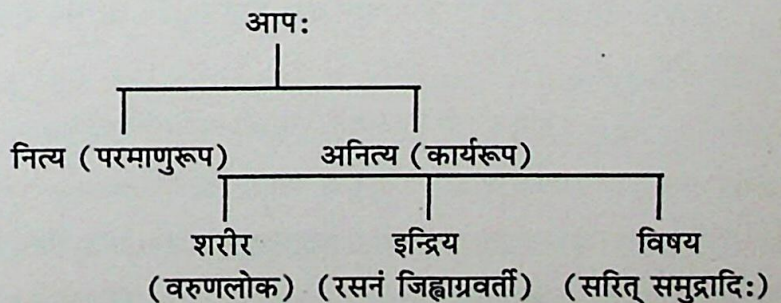 आप:
नित्य (परमाणुरूप) अनित्य (कार्यरूप)
शरीर इन्द्रिय विषय
(वरुणलोक) (रसनं जिह्वाग्रवर्ती) (सरित् समुद्रादि:)